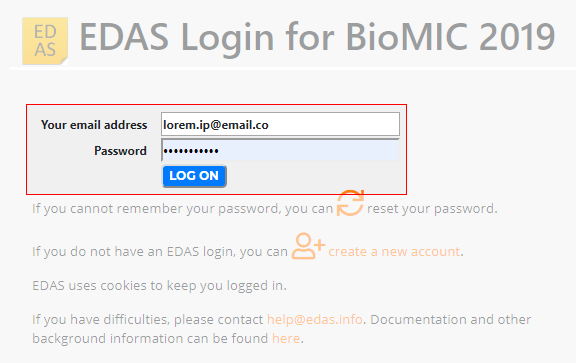 ED
AS
EDAS Login for BioMIC 2019
Your email address lorem.ip@email.co
Password •••••••••••
LOG ON
If you cannot remember your password, you can reset your password.
If you do not have an EDAS login, you can create a new account.
EDAS uses cookies to keep you logged in.
If you have difficulties, please contact help@edas.info. Documentation and other
background information can be found here.